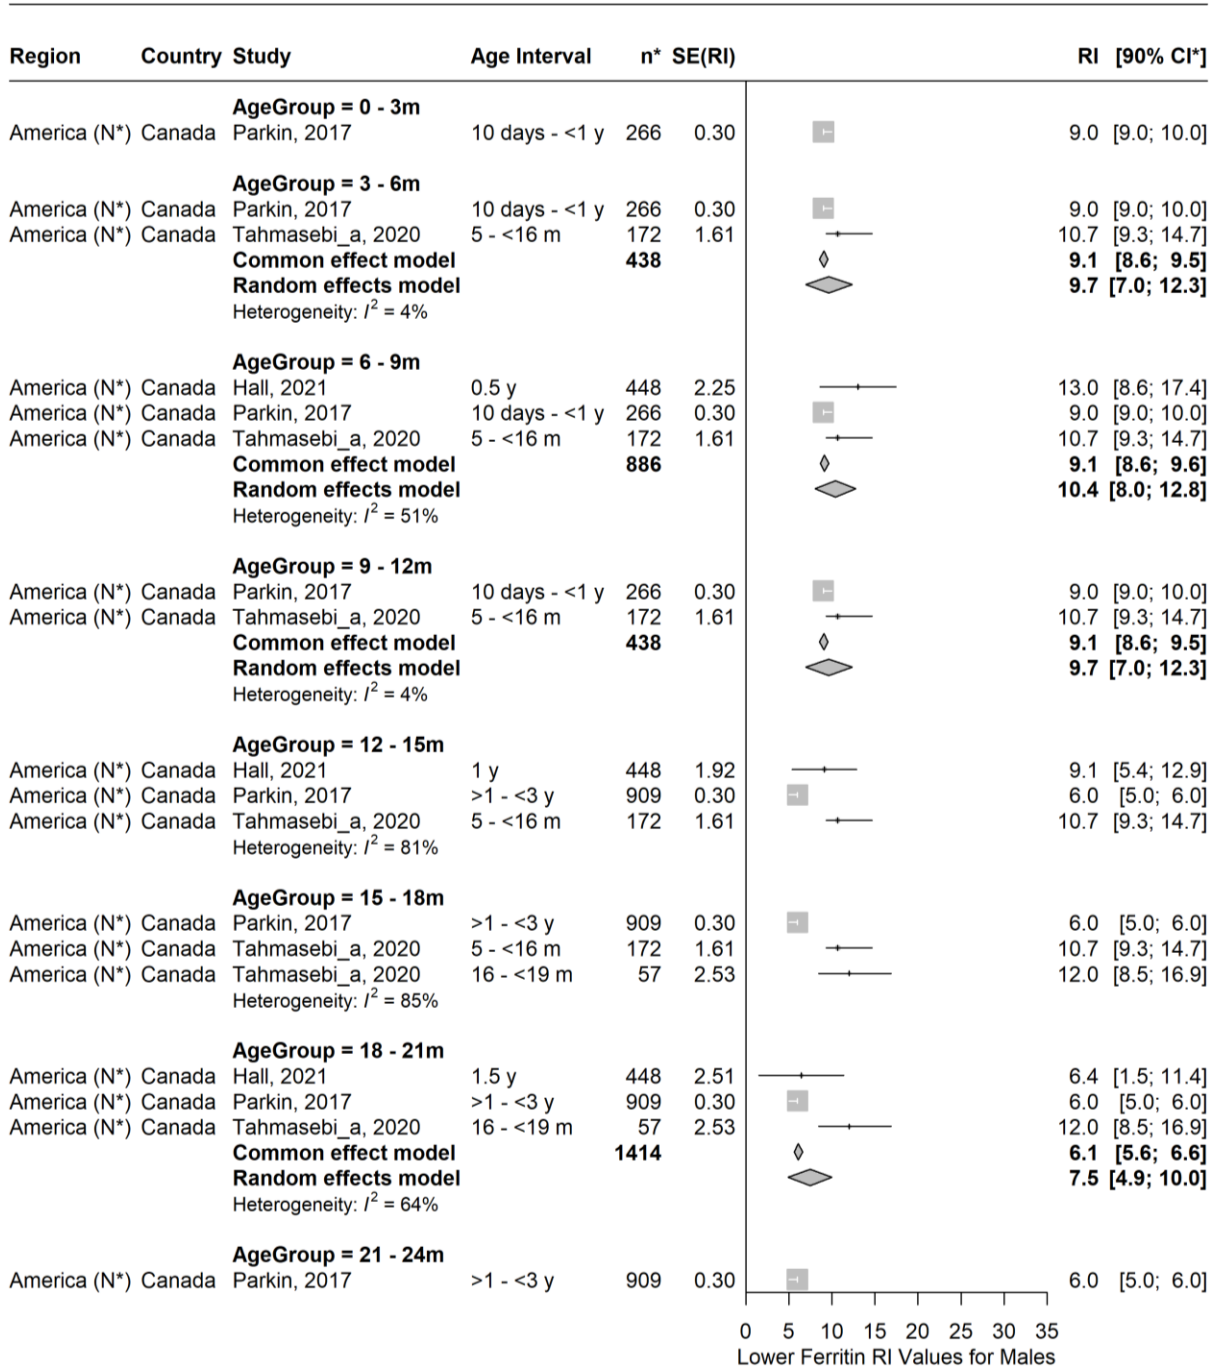 Region Country Study Age Interval n* SE(RI) RI [90% CI*]
AgeGroup = 0 - 3m
America (N*) Canada Parkin, 2017 10 days - <1 y 266 0.30 9.0 [9.0; 10.0]
AgeGroup = 3 - 6m
America (N*) Canada Parkin, 2017 10 days - <1 y 266 0.30 9.0 [9.0; 10.0]
America (N*) Canada Tahmasebi_a, 2020 5 - <16 m 172 1.61 10.7 [9.3; 14.7]
Common effect model 438 9.1 [8.6; 9.5]
Random effects model 9.7 [7.0; 12.3]
Heterogeneity: I² = 4%
AgeGroup = 6 - 9m
America (N*) Canada Hall, 2021 0.5 y 448 2.25 13.0 [8.6; 17.4]
America (N*) Canada Parkin, 2017 10 days - <1 y 266 0.30 9.0 [9.0; 10.0]
America (N*) Canada Tahmasebi_a, 2020 5 - <16 m 172 1.61 10.7 [9.3; 14.7]
Common effect model 886 9.1 [8.6; 9.6]
Random effects model 10.4 [8.0; 12.8]
Heterogeneity: I² = 51%
AgeGroup = 9 - 12m
America (N*) Canada Parkin, 2017 10 days - <1 y 266 0.30 9.0 [9.0; 10.0]
America (N*) Canada Tahmasebi_a, 2020 5 - <16 m 172 1.61 10.7 [9.3; 14.7]
Common effect model 438 9.1 [8.6; 9.5]
Random effects model 9.7 [7.0; 12.3]
Heterogeneity: I² = 4%
AgeGroup = 12 - 15m
America (N*) Canada Hall, 2021 1 y 448 1.92 9.1 [5.4; 12.9]
America (N*) Canada Parkin, 2017 >1 - <3 y 909 0.30 6.0 [5.0; 6.0]
America (N*) Canada Tahmasebi_a, 2020 5 - <16 m 172 1.61 10.7 [9.3; 14.7]
Heterogeneity: I² = 81%
AgeGroup = 15 - 18m
America (N*) Canada Parkin, 2017 >1 - <3 y 909 0.30 6.0 [5.0; 6.0]
America (N*) Canada Tahmasebi_a, 2020 5 - <16 m 172 1.61 10.7 [9.3; 14.7]
America (N*) Canada Tahmasebi_a, 2020 16 - <19 m 57 2.53 12.0 [8.5; 16.9]
Heterogeneity: I² = 85%
AgeGroup = 18 - 21m
America (N*) Canada Hall, 2021 1.5 y 448 2.51 6.4 [1.5; 11.4]
America (N*) Canada Parkin, 2017 >1 - <3 y 909 0.30 6.0 [5.0; 6.0]
America (N*) Canada Tahmasebi_a, 2020 16 - <19 m 57 2.53 12.0 [8.5; 16.9]
Common effect model 1414 6.1 [5.6; 6.6]
Random effects model 7.5 [4.9; 10.0]
Heterogeneity: I² = 64%
AgeGroup = 21 - 24m
America (N*) Canada Parkin, 2017 >1 - <3 y 909 0.30 6.0 [5.0; 6.0]
0 5 10 15 20 25 30 35
Lower Ferritin RI Values for Males